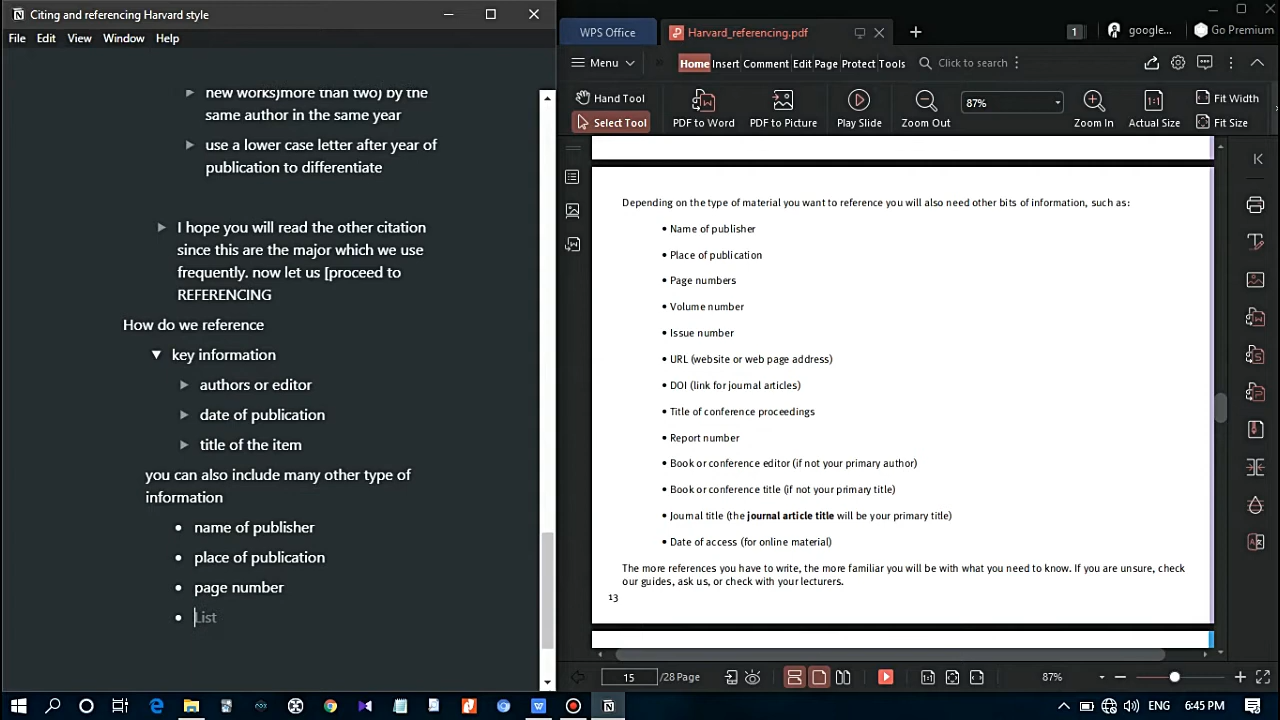 Citing and referencing Harvard style
File Edit View Window Help
new works)more than two) by the
same author in the same year
use a lower case letter after year of
publication to differentiate
I hope you will read the other citation
since this are the major which we use
frequently. now let us [proceed to
REFERENCING
How do we reference
key information
authors or editor
date of publication
title of the item
you can also include many other type of
information
name of publisher
place of publication
page number
List
WPS Office
Harvard_referencing.pdf
1
google...
Go Premium
Menu
Home Insert Comment Edit Page Protect Tools
Click to search
Hand Tool
Select Tool
PDF to Word
PDF to Picture
Play Slide
Zoom Out
87%
Zoom In
Actual Size
Fit Width
Fit Size
Depending on the type of material you want to reference you will also need other bits of information, such as:
• Name of publisher
• Place of publication
• Page numbers
• Volume number
• Issue number
• URL (website or web page address)
• DOI (link for journal articles)
• Title of conference proceedings
• Report number
• Book or conference editor (if not your primary author)
• Book or conference title (if not your primary title)
• Journal title (the journal article title will be your primary title)
• Date of access (for online material)
The more references you have to write, the more familiar you will be with what you need to know. If you are unsure, check
our guides, ask us, or check with your lecturers.
13
15 /28 Page
87%
ENG 6:45 PM